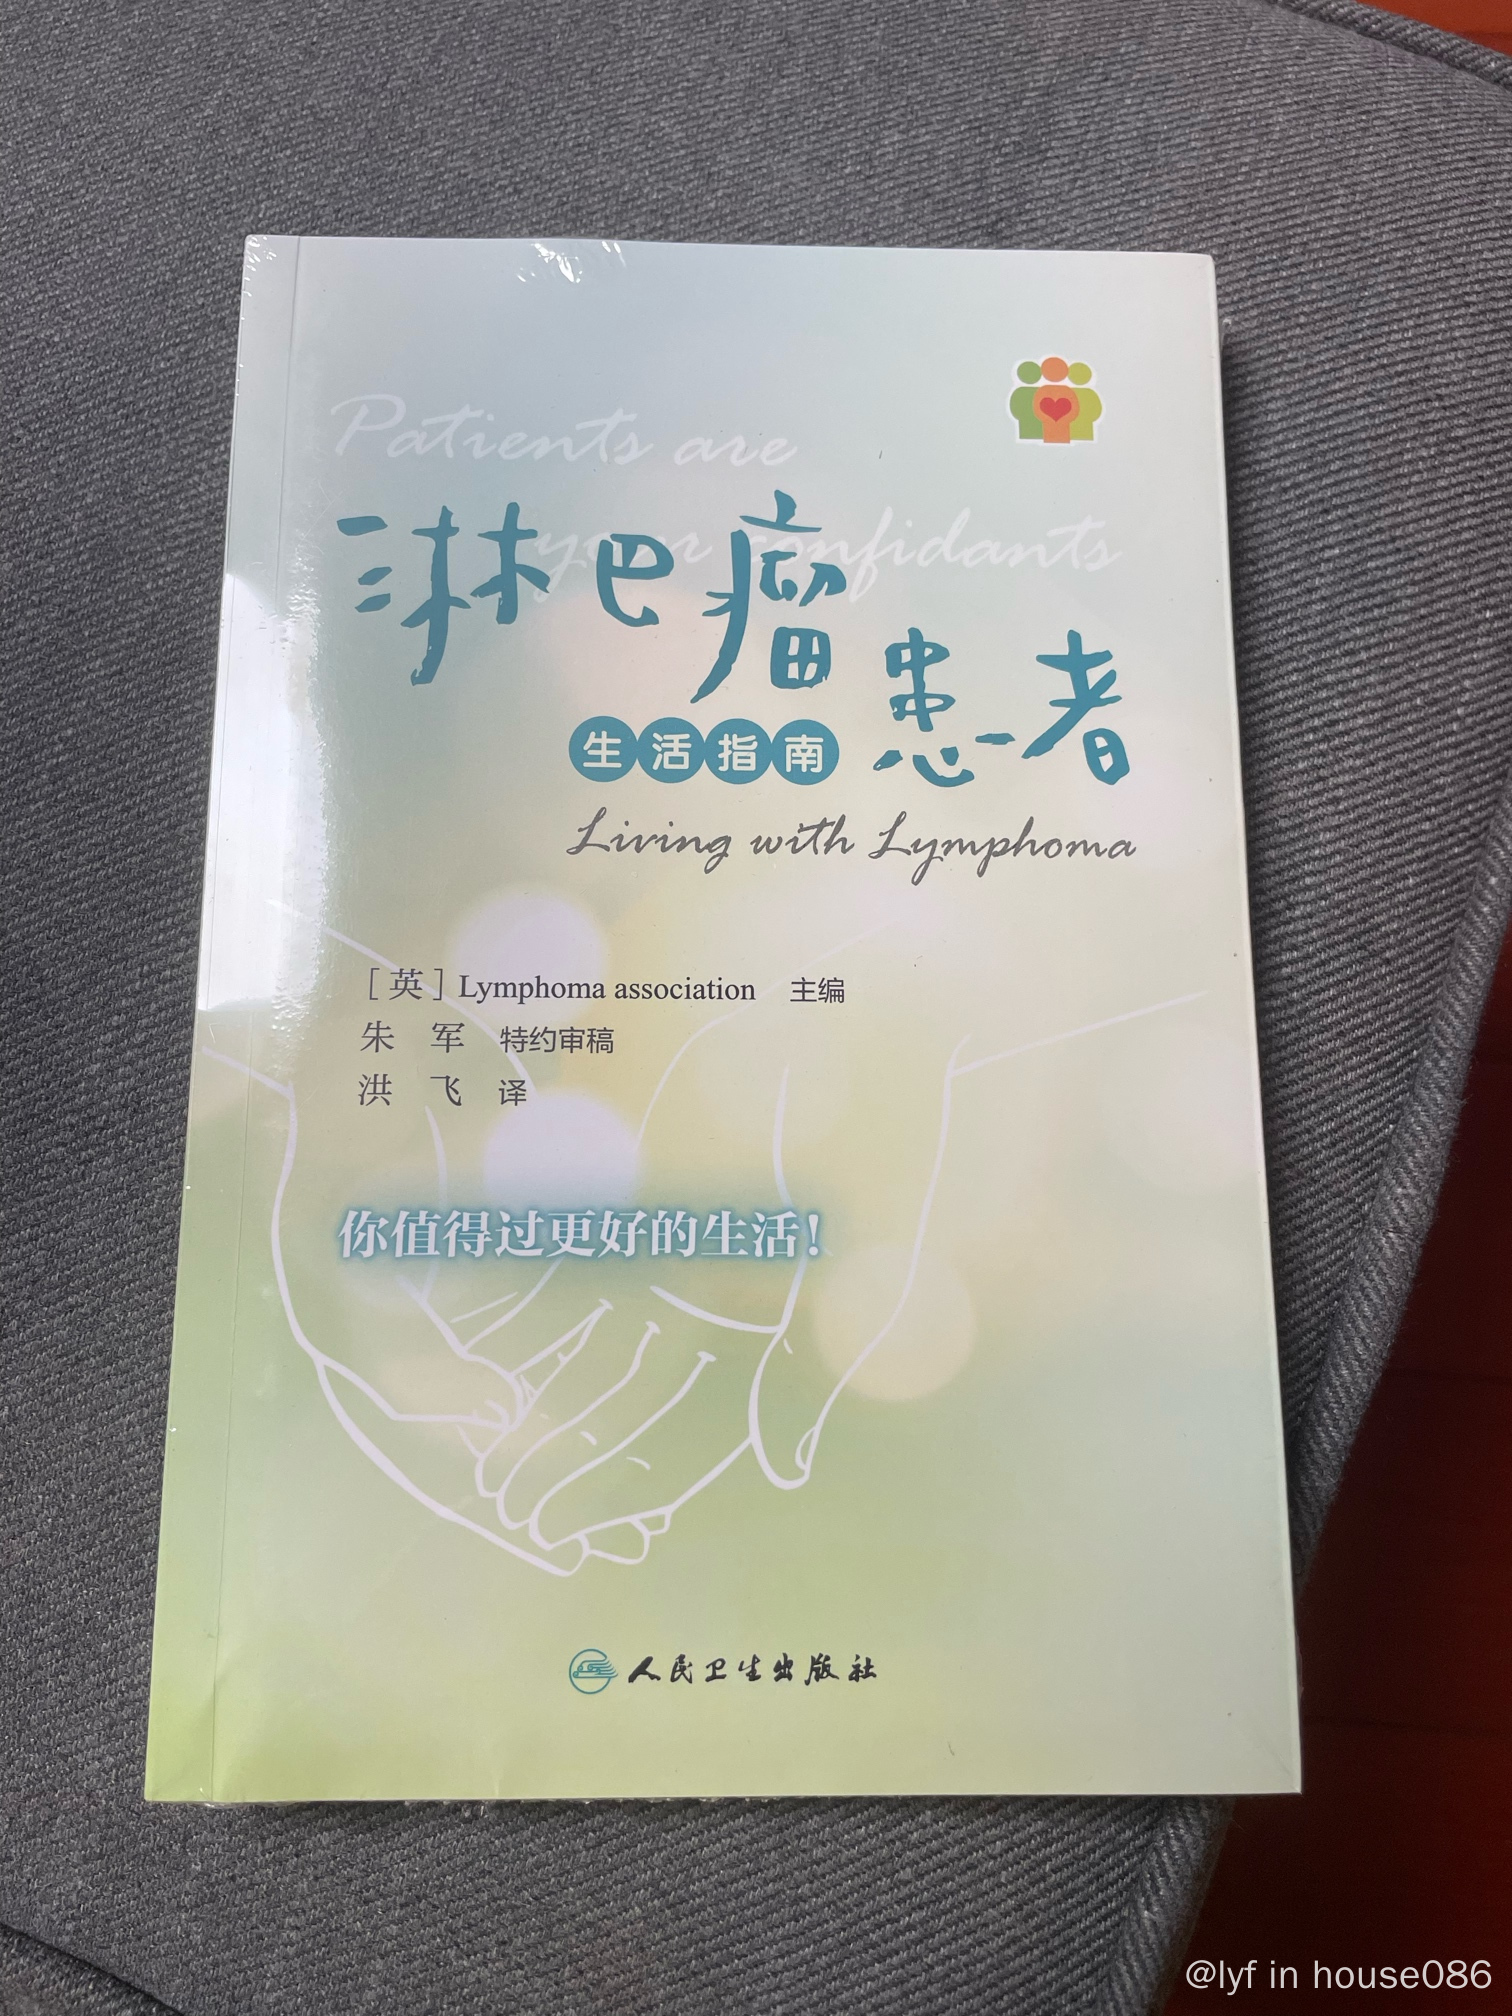 Patients are
your confidants
淋巴瘤
患者
生活指南
Living with Lymphoma
［英］Lymphoma association 主编
朱 军 特约审稿
洪 飞 译
你值得过更好的生活！
人民卫生出版社
@lyf in house086